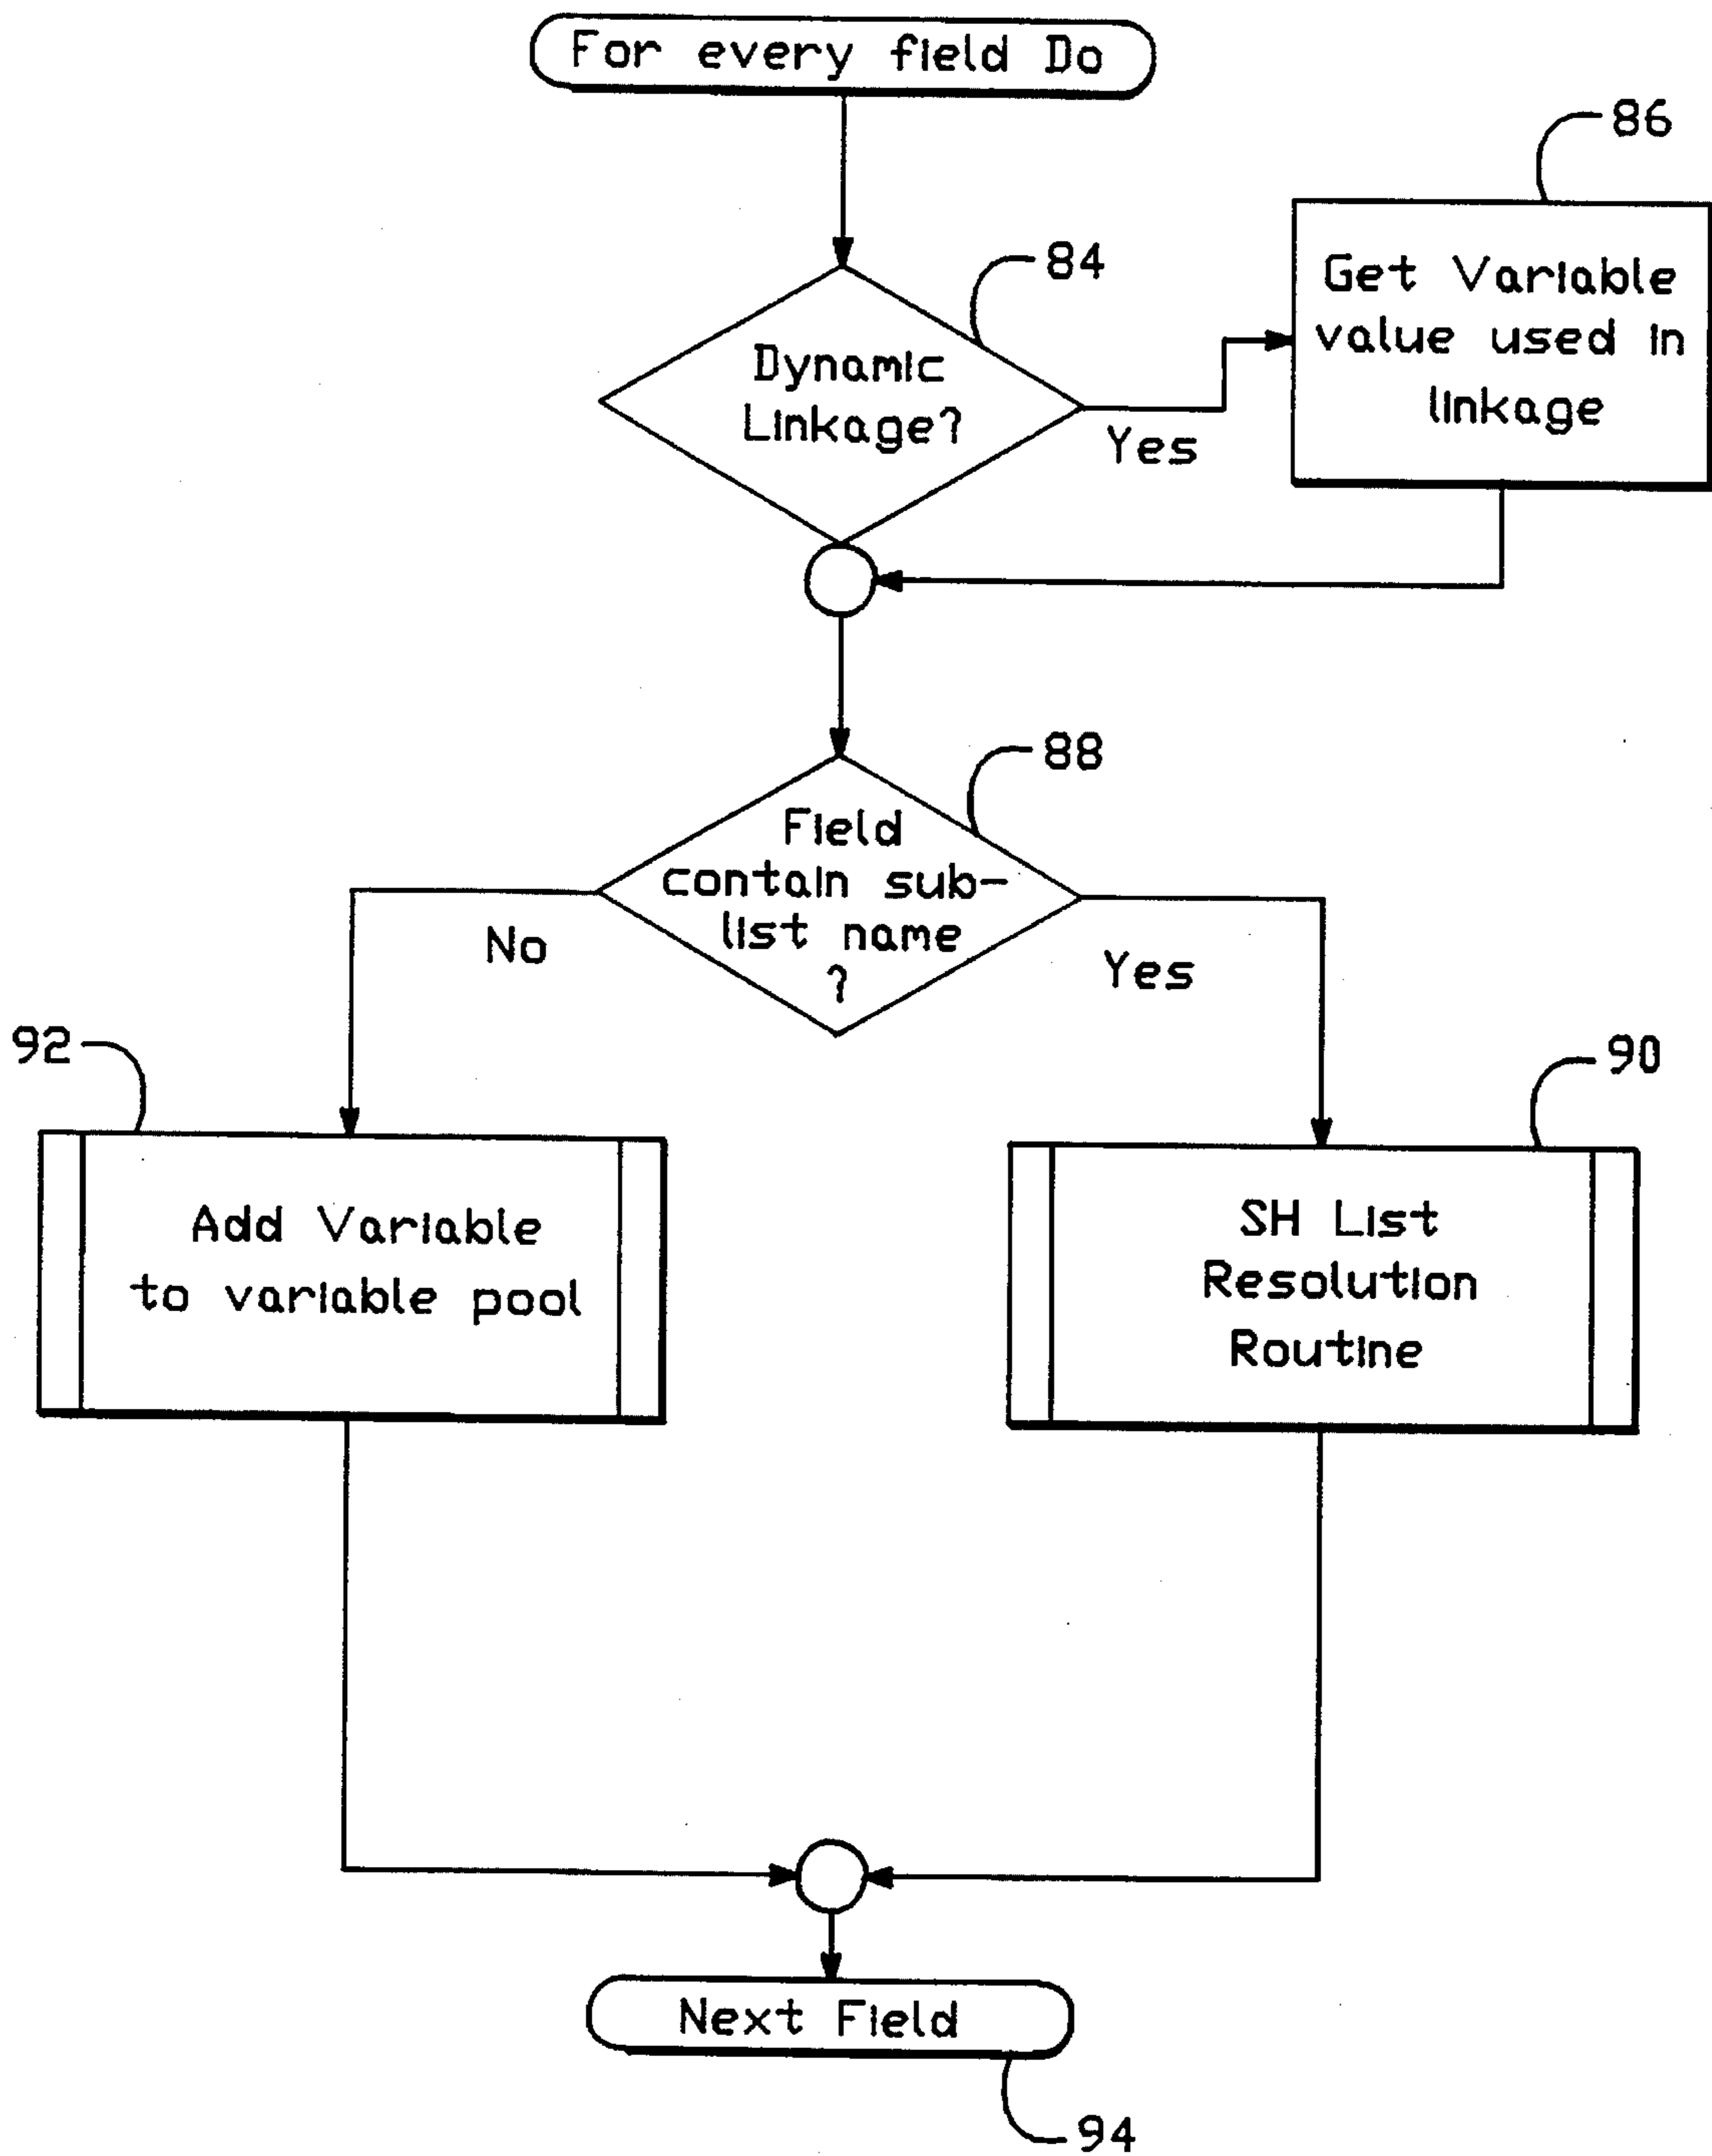 For every field Do
86
84
Get Variable
value used in
linkage
Dynamic
Linkage?
Yes
88
Field
contain sub-
list name
?
No
Yes
92
90
Add Variable
to variable pool
SH List
Resolution
Routine
Next Field
94